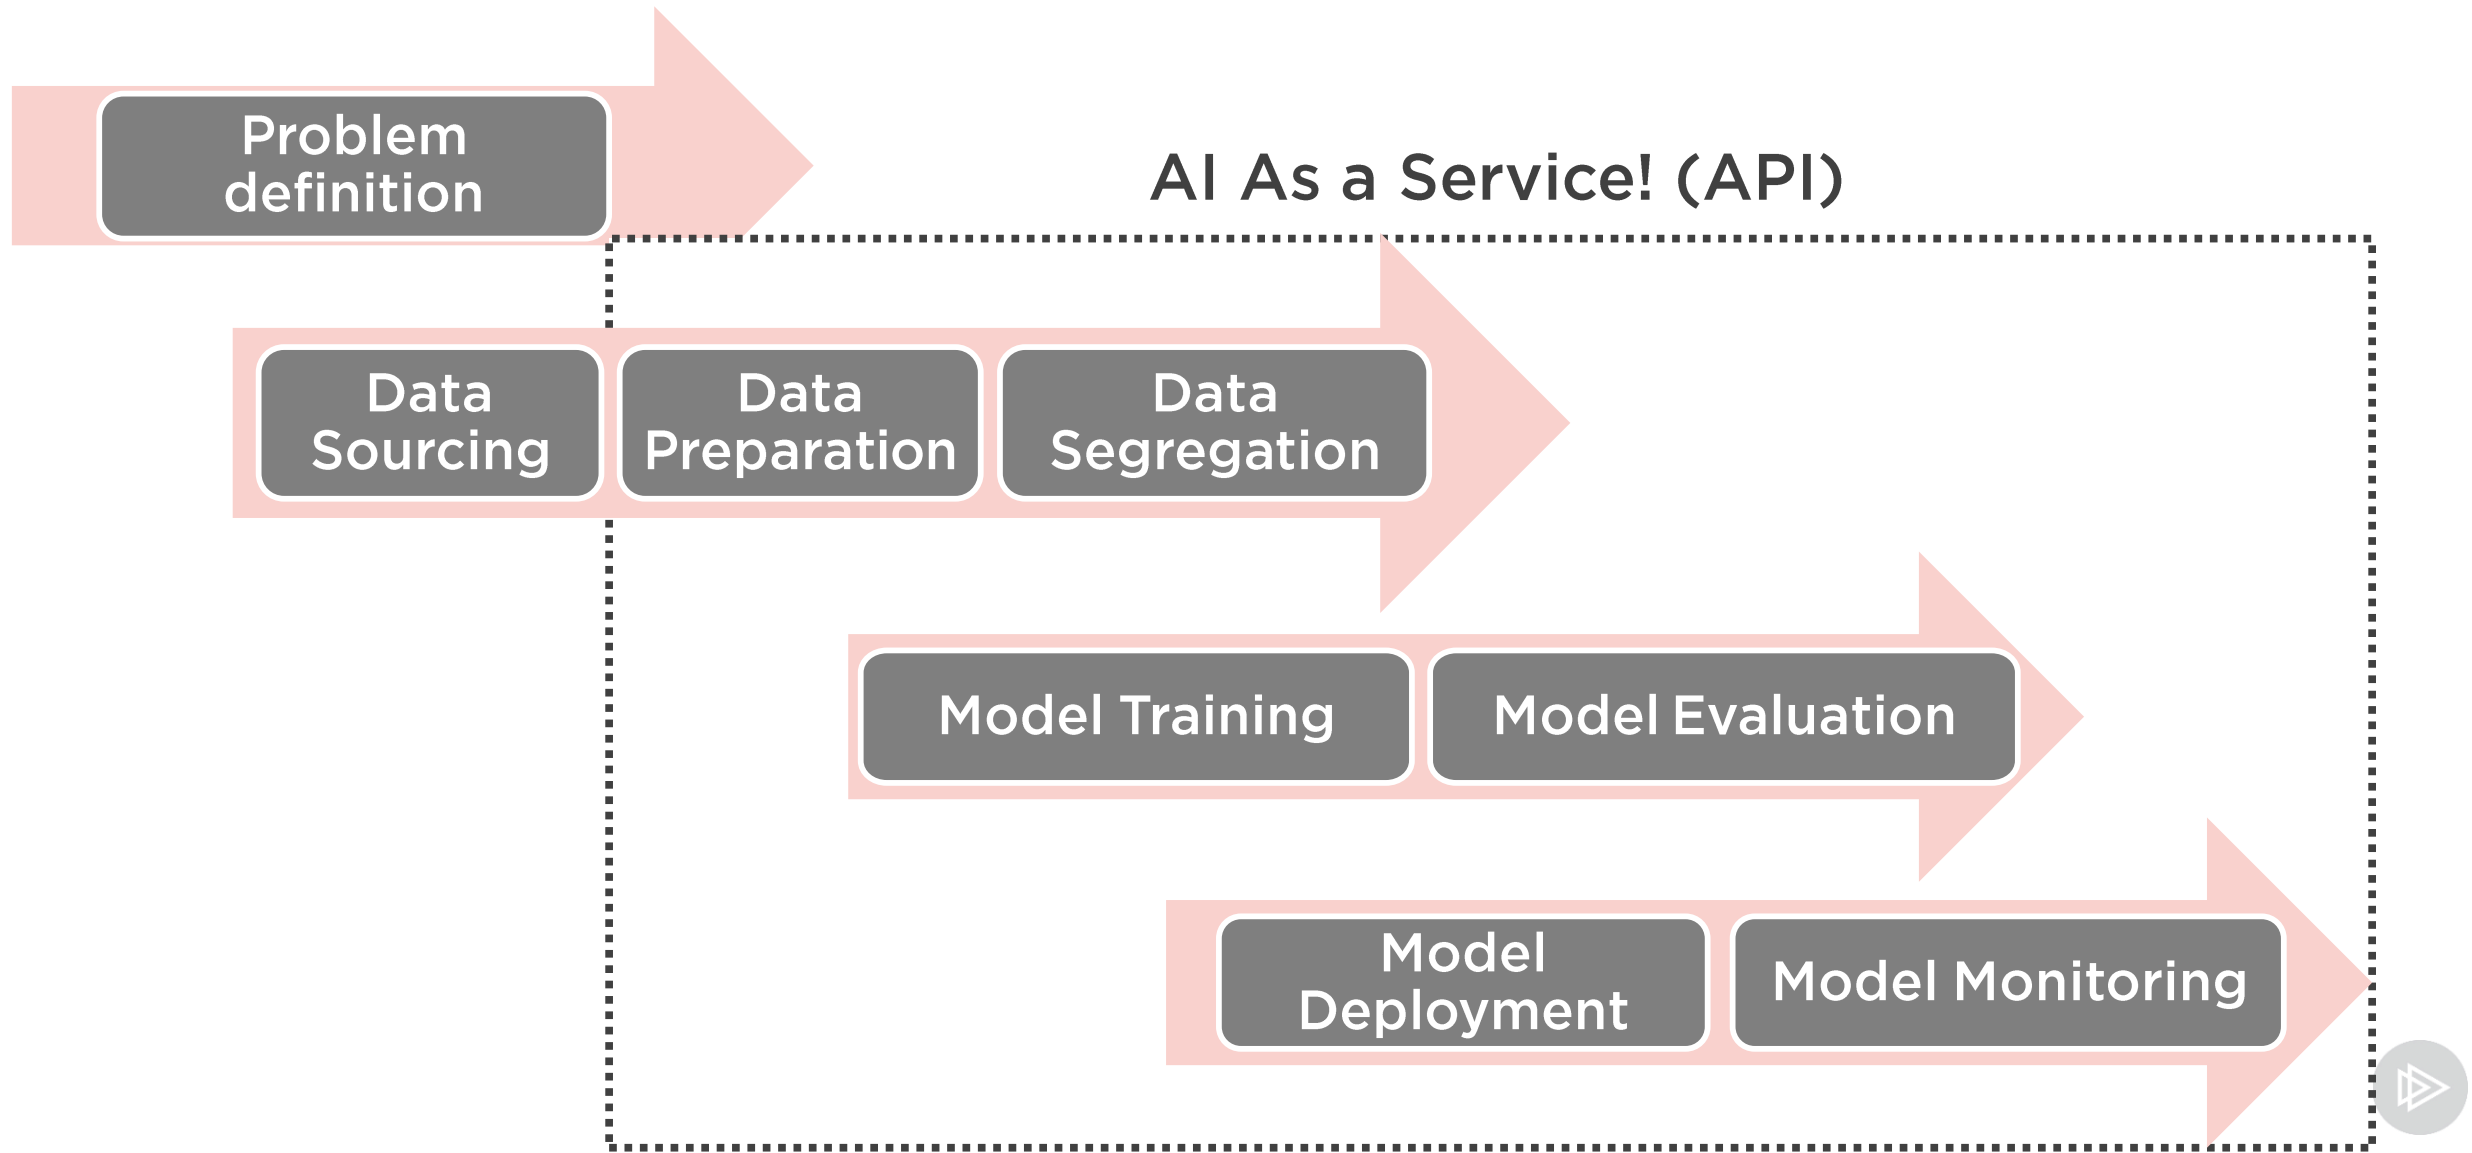 Problem
definition
AI As a Service! (API)
Data
Sourcing
Data
Preparation
Data
Segregation
Model Training
Model Evaluation
Model
Deployment
Model Monitoring